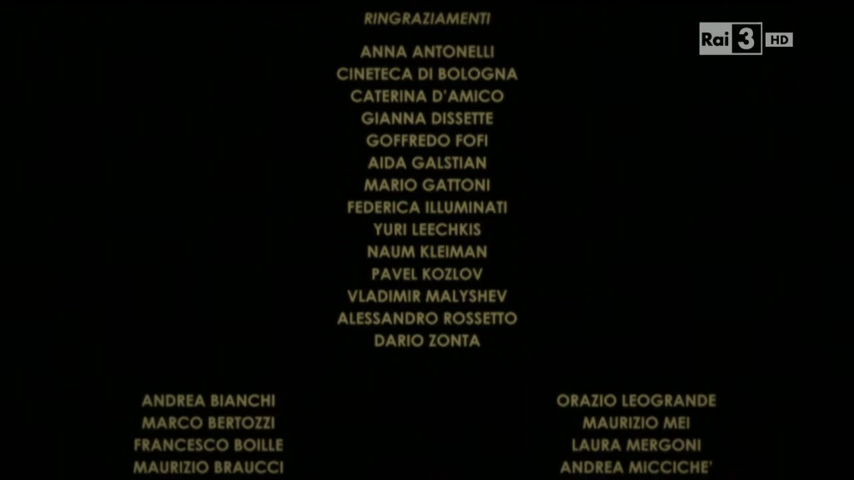 RINGRAZIAMENTI
Rai 3 HD
ANNA ANTONELLI
CINETECA DI BOLOGNA
CATERINA D'AMICO
GIANNA DISSETTE
GOFFREDO FOFI
AIDA GALSTIAN
MARIO GATTONI
FEDERICA ILLUMINATI
YURI LEECHKIS
NAUM KLEIMAN
PAVEL KOZLOV
VLADIMIR MALYSHEV
ALESSANDRO ROSSETTO
DARIO ZONTA
ANDREA BIANCHI
MARCO BERTOZZI
FRANCESCO BOILLE
MAURIZIO BRAUCCI
ORAZIO LEOGRANDE
MAURIZIO MEI
LAURA MERGONI
ANDREA MICCICHE'